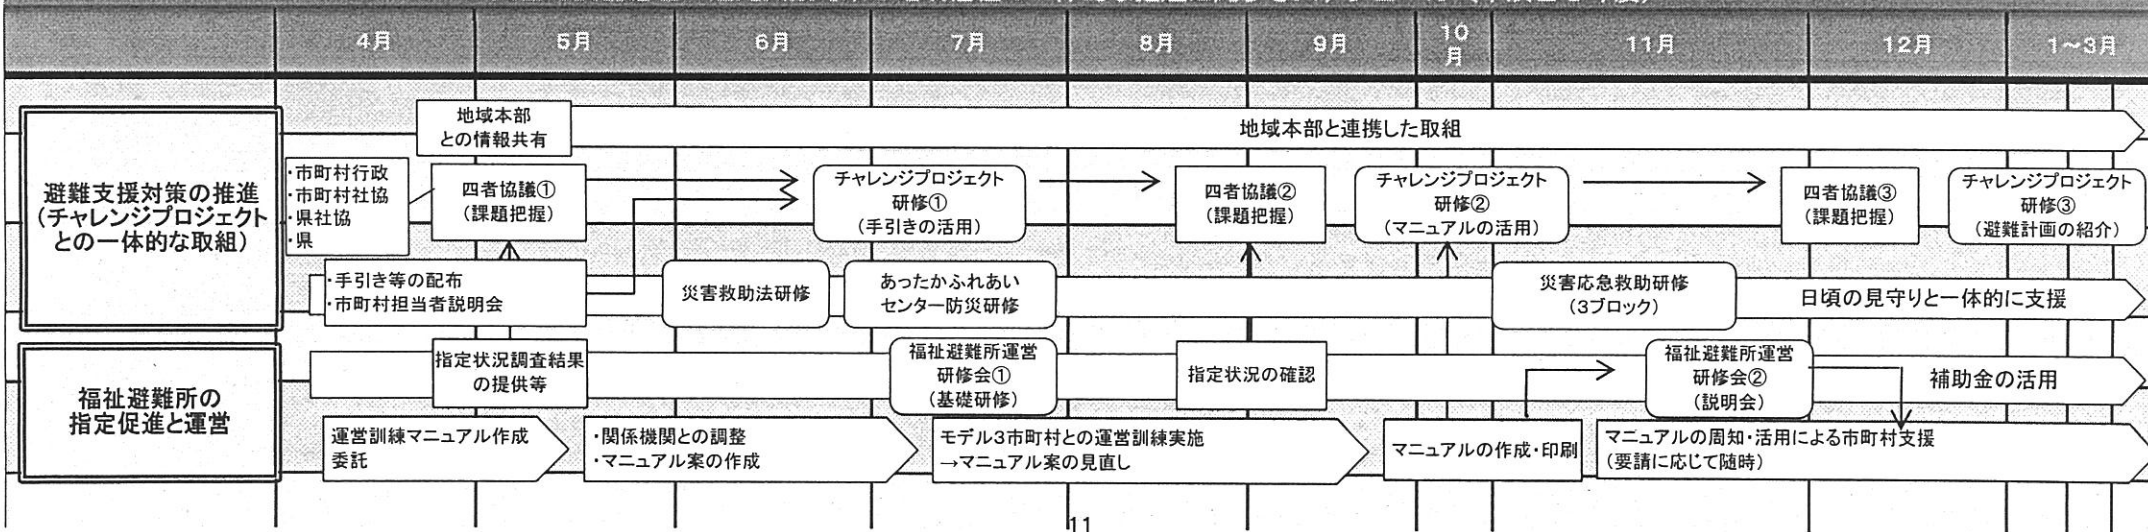 4月
5月
6月
7月
8月
9月
10
月
11月
12月
1～3月
避難支援対策の推進
(チャレンジプロジェクト
との一体的な取組)
地域本部
との情報共有
地域本部と連携した取組
・市町村行政
・市町村社協
・県社協
・県
四者協議①
(課題把握)
チャレンジプロジェクト
研修①
(手引きの活用)
四者協議②
(課題把握)
チャレンジプロジェクト
研修②
(マニュアルの活用)
四者協議③
(課題把握)
チャレンジプロジェクト
研修③
(避難計画の紹介)
・手引き等の配布
・市町村担当者説明会
災害救助法研修
あったかふれあい
センター防災研修
災害応急救助研修
(3ブロック)
日頃の見守りと一体的に支援
福祉避難所の
指定促進と運営
指定状況調査結果
の提供等
福祉避難所運営
研修会①
(基礎研修)
指定状況の確認
福祉避難所運営
研修会②
(説明会)
補助金の活用
運営訓練マニュアル作成
委託
・関係機関との調整
・マニュアル案の作成
モデル3市町村との運営訓練実施
→マニュアル案の見直し
マニュアルの作成・印刷
マニュアルの周知・活用による市町村支援
(要請に応じて随時)
11